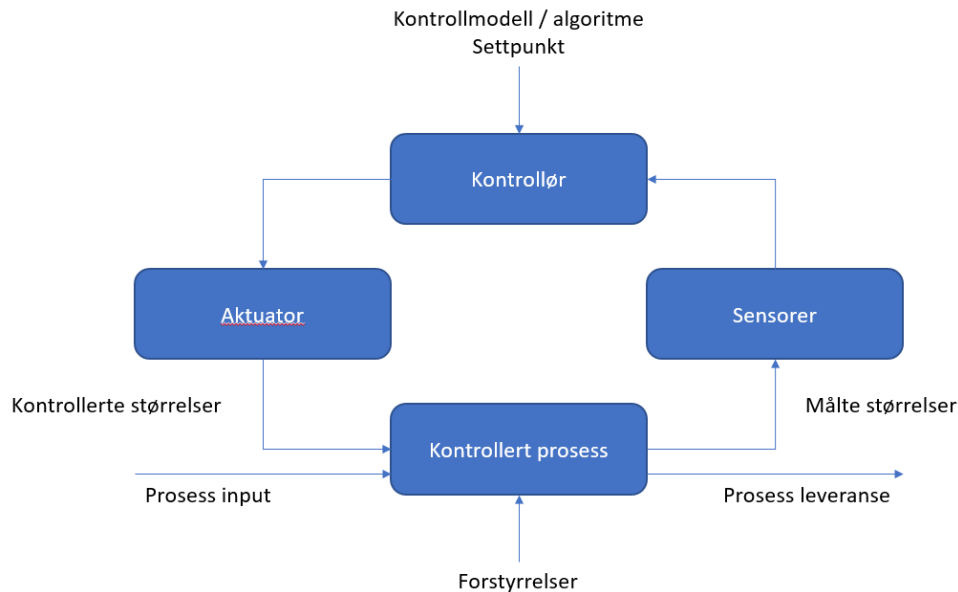 Kontrollmodell / algoritme
Settpunkt
Kontrollør
Aktuator
Sensorer
Kontrollerte størrelser
Målte størrelser
Kontrollert prosess
Prosess input
Prosess leveranse
Forstyrrelser